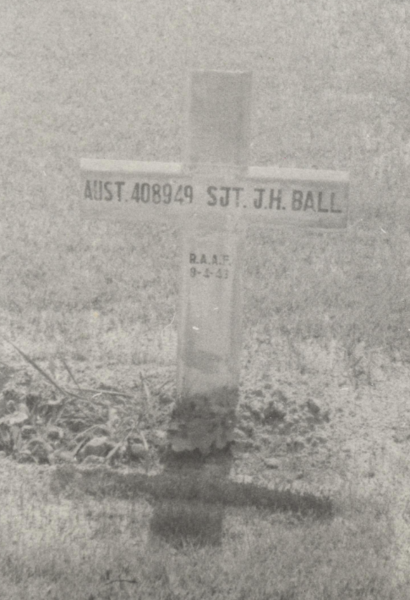 AUST. 408949 SJT. J.H. BALL
R.A.A.F.
9-4-43